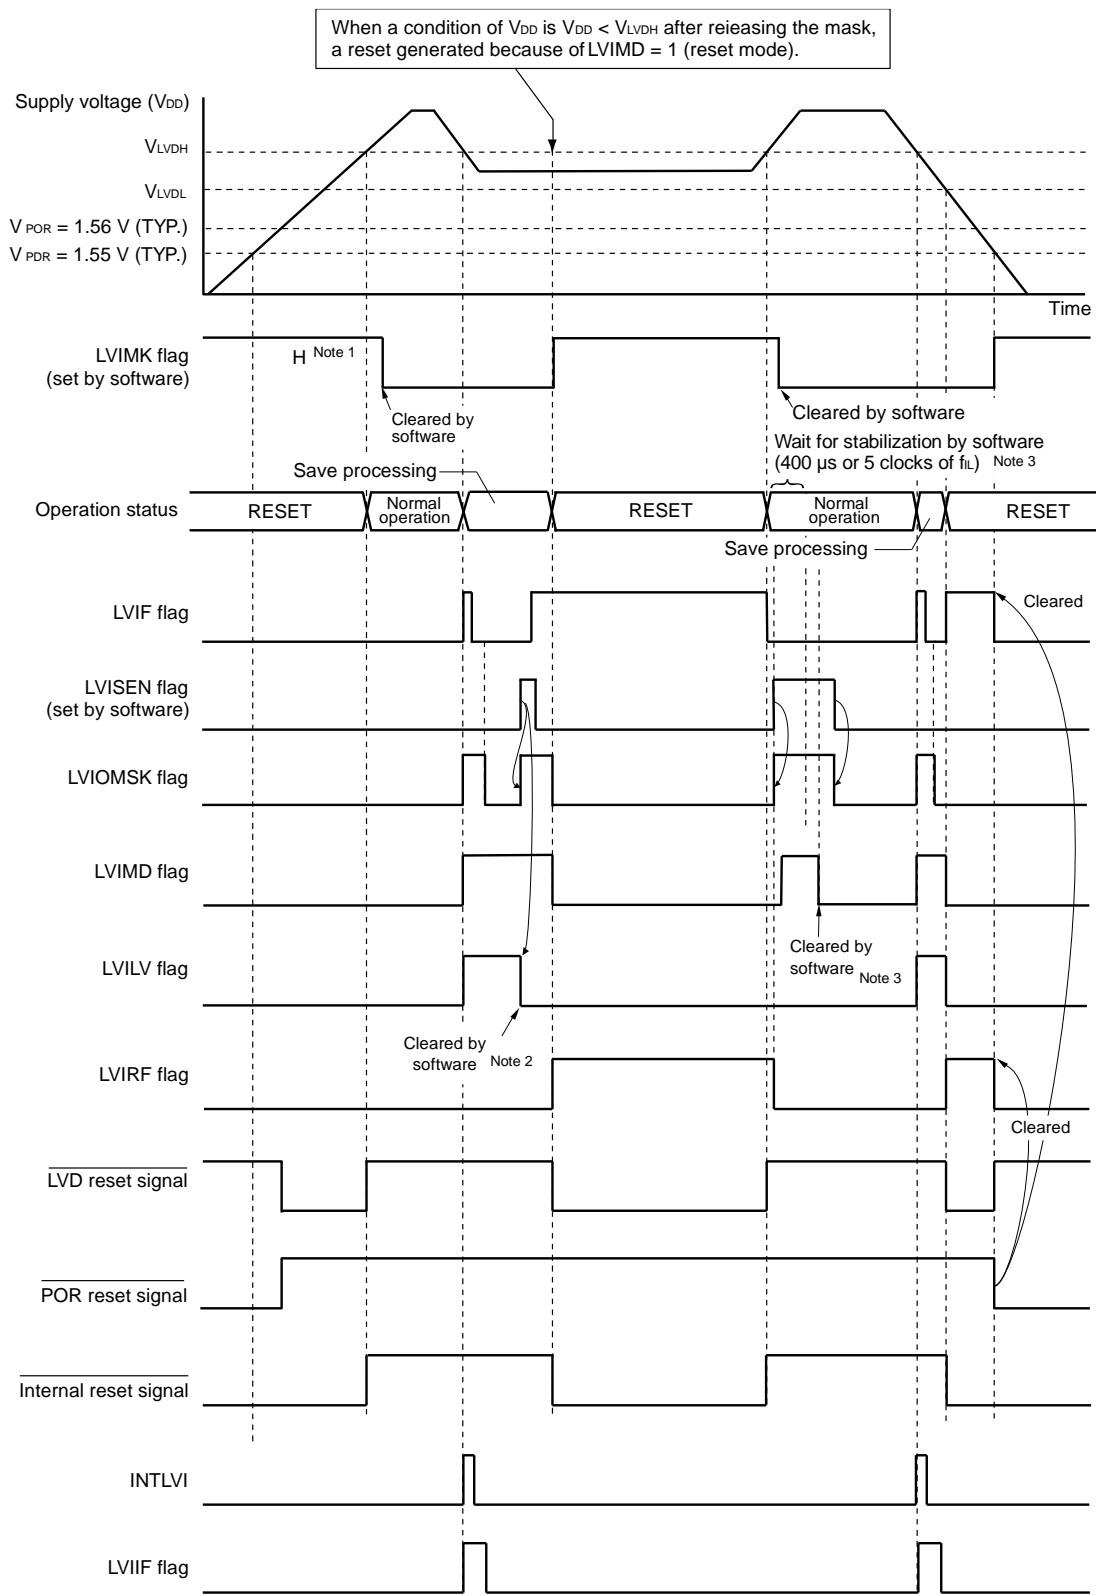 When a condition of VDD is VDD < VLVDH after reieasing the mask,
a reset generated because of LVIMD = 1 (reset mode).
Supply voltage (VDD)
VLVDH
VLVDL
V POR = 1.56 V (TYP.)
V PDR = 1.55 V (TYP.)
Time
LVIMK flag
(set by software)
H Note 1
Cleared by
software
Cleared by software
Wait for stabilization by software
(400 µs or 5 clocks of fIL) Note 3
Save processing
Operation status
RESET
Normal
operation
RESET
Normal
operation
RESET
Save processing
LVIF flag
Cleared
LVISEN flag
(set by software)
LVIOMSK flag
LVIMD flag
Cleared by
software Note 3
LVILV flag
Cleared by
software Note 2
LVIRF flag
Cleared
LVD reset signal
POR reset signal
Internal reset signal
INTLVI
LVIIF flag